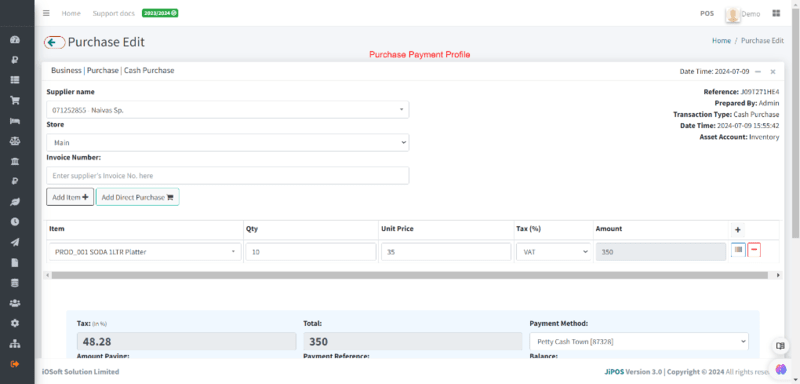 Home Support docs 2023/2024 POS Demo
Purchase Edit Home / Purchase Edit
Purchase Payment Profile
Business | Purchase | Cash Purchase Date Time: 2024-07-09
Supplier name Reference: J09T2T1HE4
071252855 Naivas Sp. Prepared By: Admin
Transaction Type: Cash Purchase
Store Date Time: 2024-07-09 15:55:42
Main Asset Account: Inventory
Invoice Number:
Enter supplier's Invoice No. here
Add Item Add Direct Purchase
Item Qty Unit Price Tax (%) Amount
PROD_001 SODA 1LTR Platter 10 35 VAT 350
Tax: (in %) Total: Payment Method:
48.28 350 Petty Cash Town [87328]
Amount Paying: Payment Reference: Balance:
iOSoft Solution Limited JiPOS Version 3.0 | Copyright © 2024 All rights